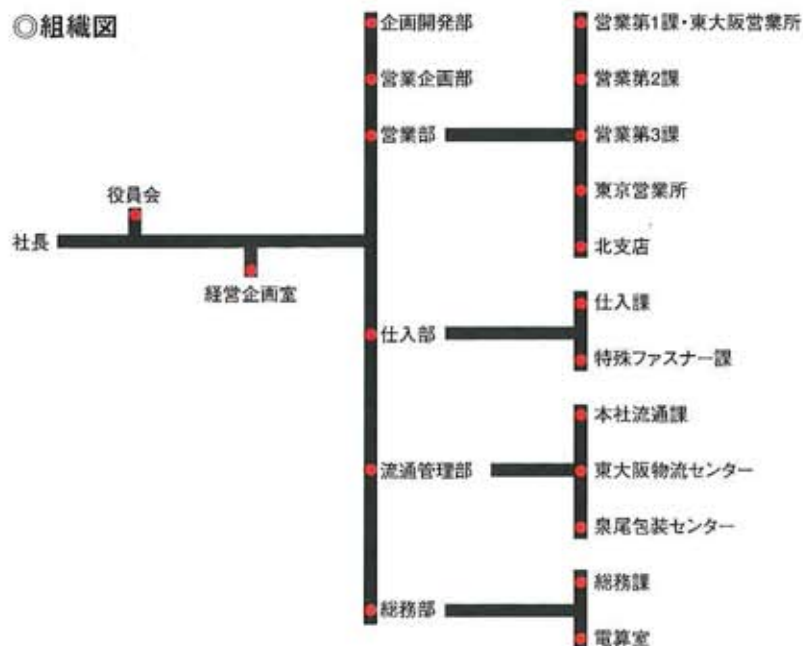 ◎組織図
社長
役員会
経営企画室
企画開発部
営業企画部
営業部
営業第1課・東大阪営業所
営業第2課
営業第3課
東京営業所
北支店
仕入部
仕入課
特殊ファスナー課
流通管理部
本社流通課
東大阪物流センター
泉尾包装センター
総務部
総務課
電算室